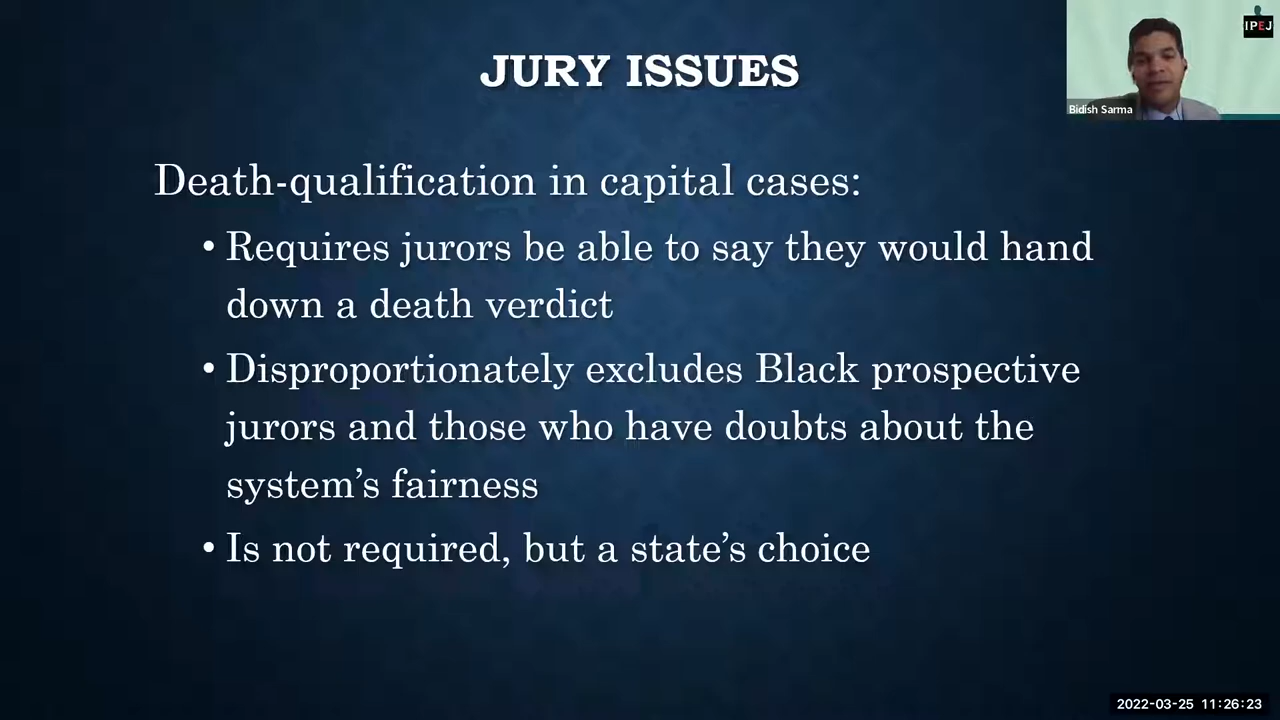 JURY ISSUES
IPEJ
Bidish Sarma
Death-qualification in capital cases:
• Requires jurors be able to say they would hand
down a death verdict
• Disproportionately excludes Black prospective
jurors and those who have doubts about the
system’s fairness
• Is not required, but a state’s choice
2022-03-25 11:26:23